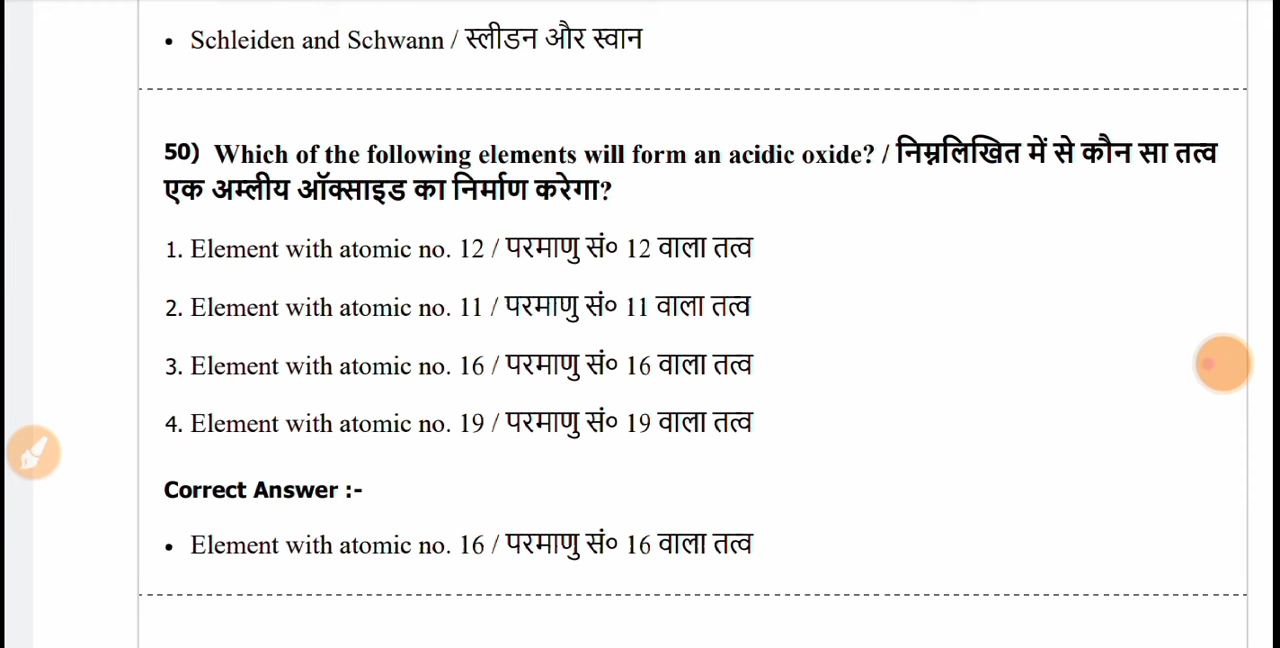 • Schleiden and Schwann / स्लीडन और स्वान
50) Which of the following elements will form an acidic oxide? / निम्नलिखित में से कौन सा तत्व
एक अम्लीय ऑक्साइड का निर्माण करेगा?
1. Element with atomic no. 12 / परमाणु सं० 12 वाला तत्व
2. Element with atomic no. 11 / परमाणु सं० 11 वाला तत्व
3. Element with atomic no. 16 / परमाणु सं० 16 वाला तत्व
4. Element with atomic no. 19 / परमाणु सं० 19 वाला तत्व
Correct Answer :-
• Element with atomic no. 16 / परमाणु सं० 16 वाला तत्व